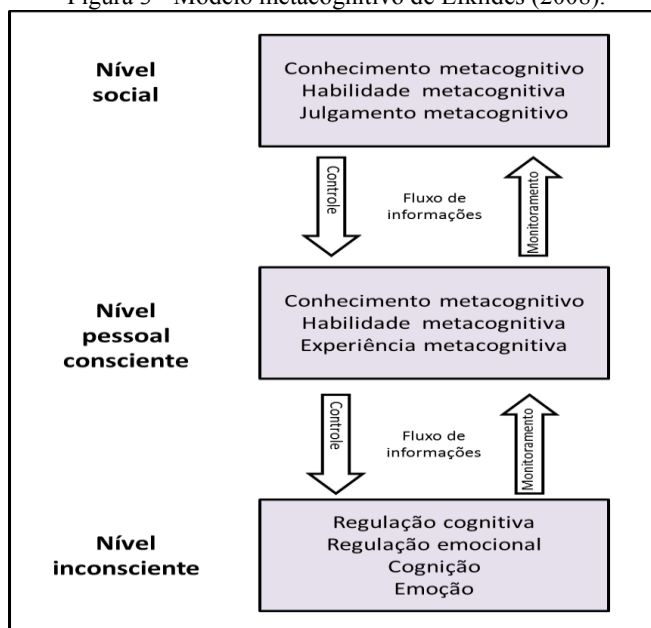 Figura 3 - Modelo metacognitivo de Efklides (2008).
Nível
social
Conhecimento metacognitivo
Habilidade metacognitiva
Julgamento metacognitivo
Controle
Fluxo de
informações
Monitoramento
Nível
pessoal
consciente
Conhecimento metacognitivo
Habilidade metacognitiva
Experiência metacognitiva
Controle
Fluxo de
informações
Monitoramento
Nível
inconsciente
Regulação cognitiva
Regulação emocional
Cognição
Emoção